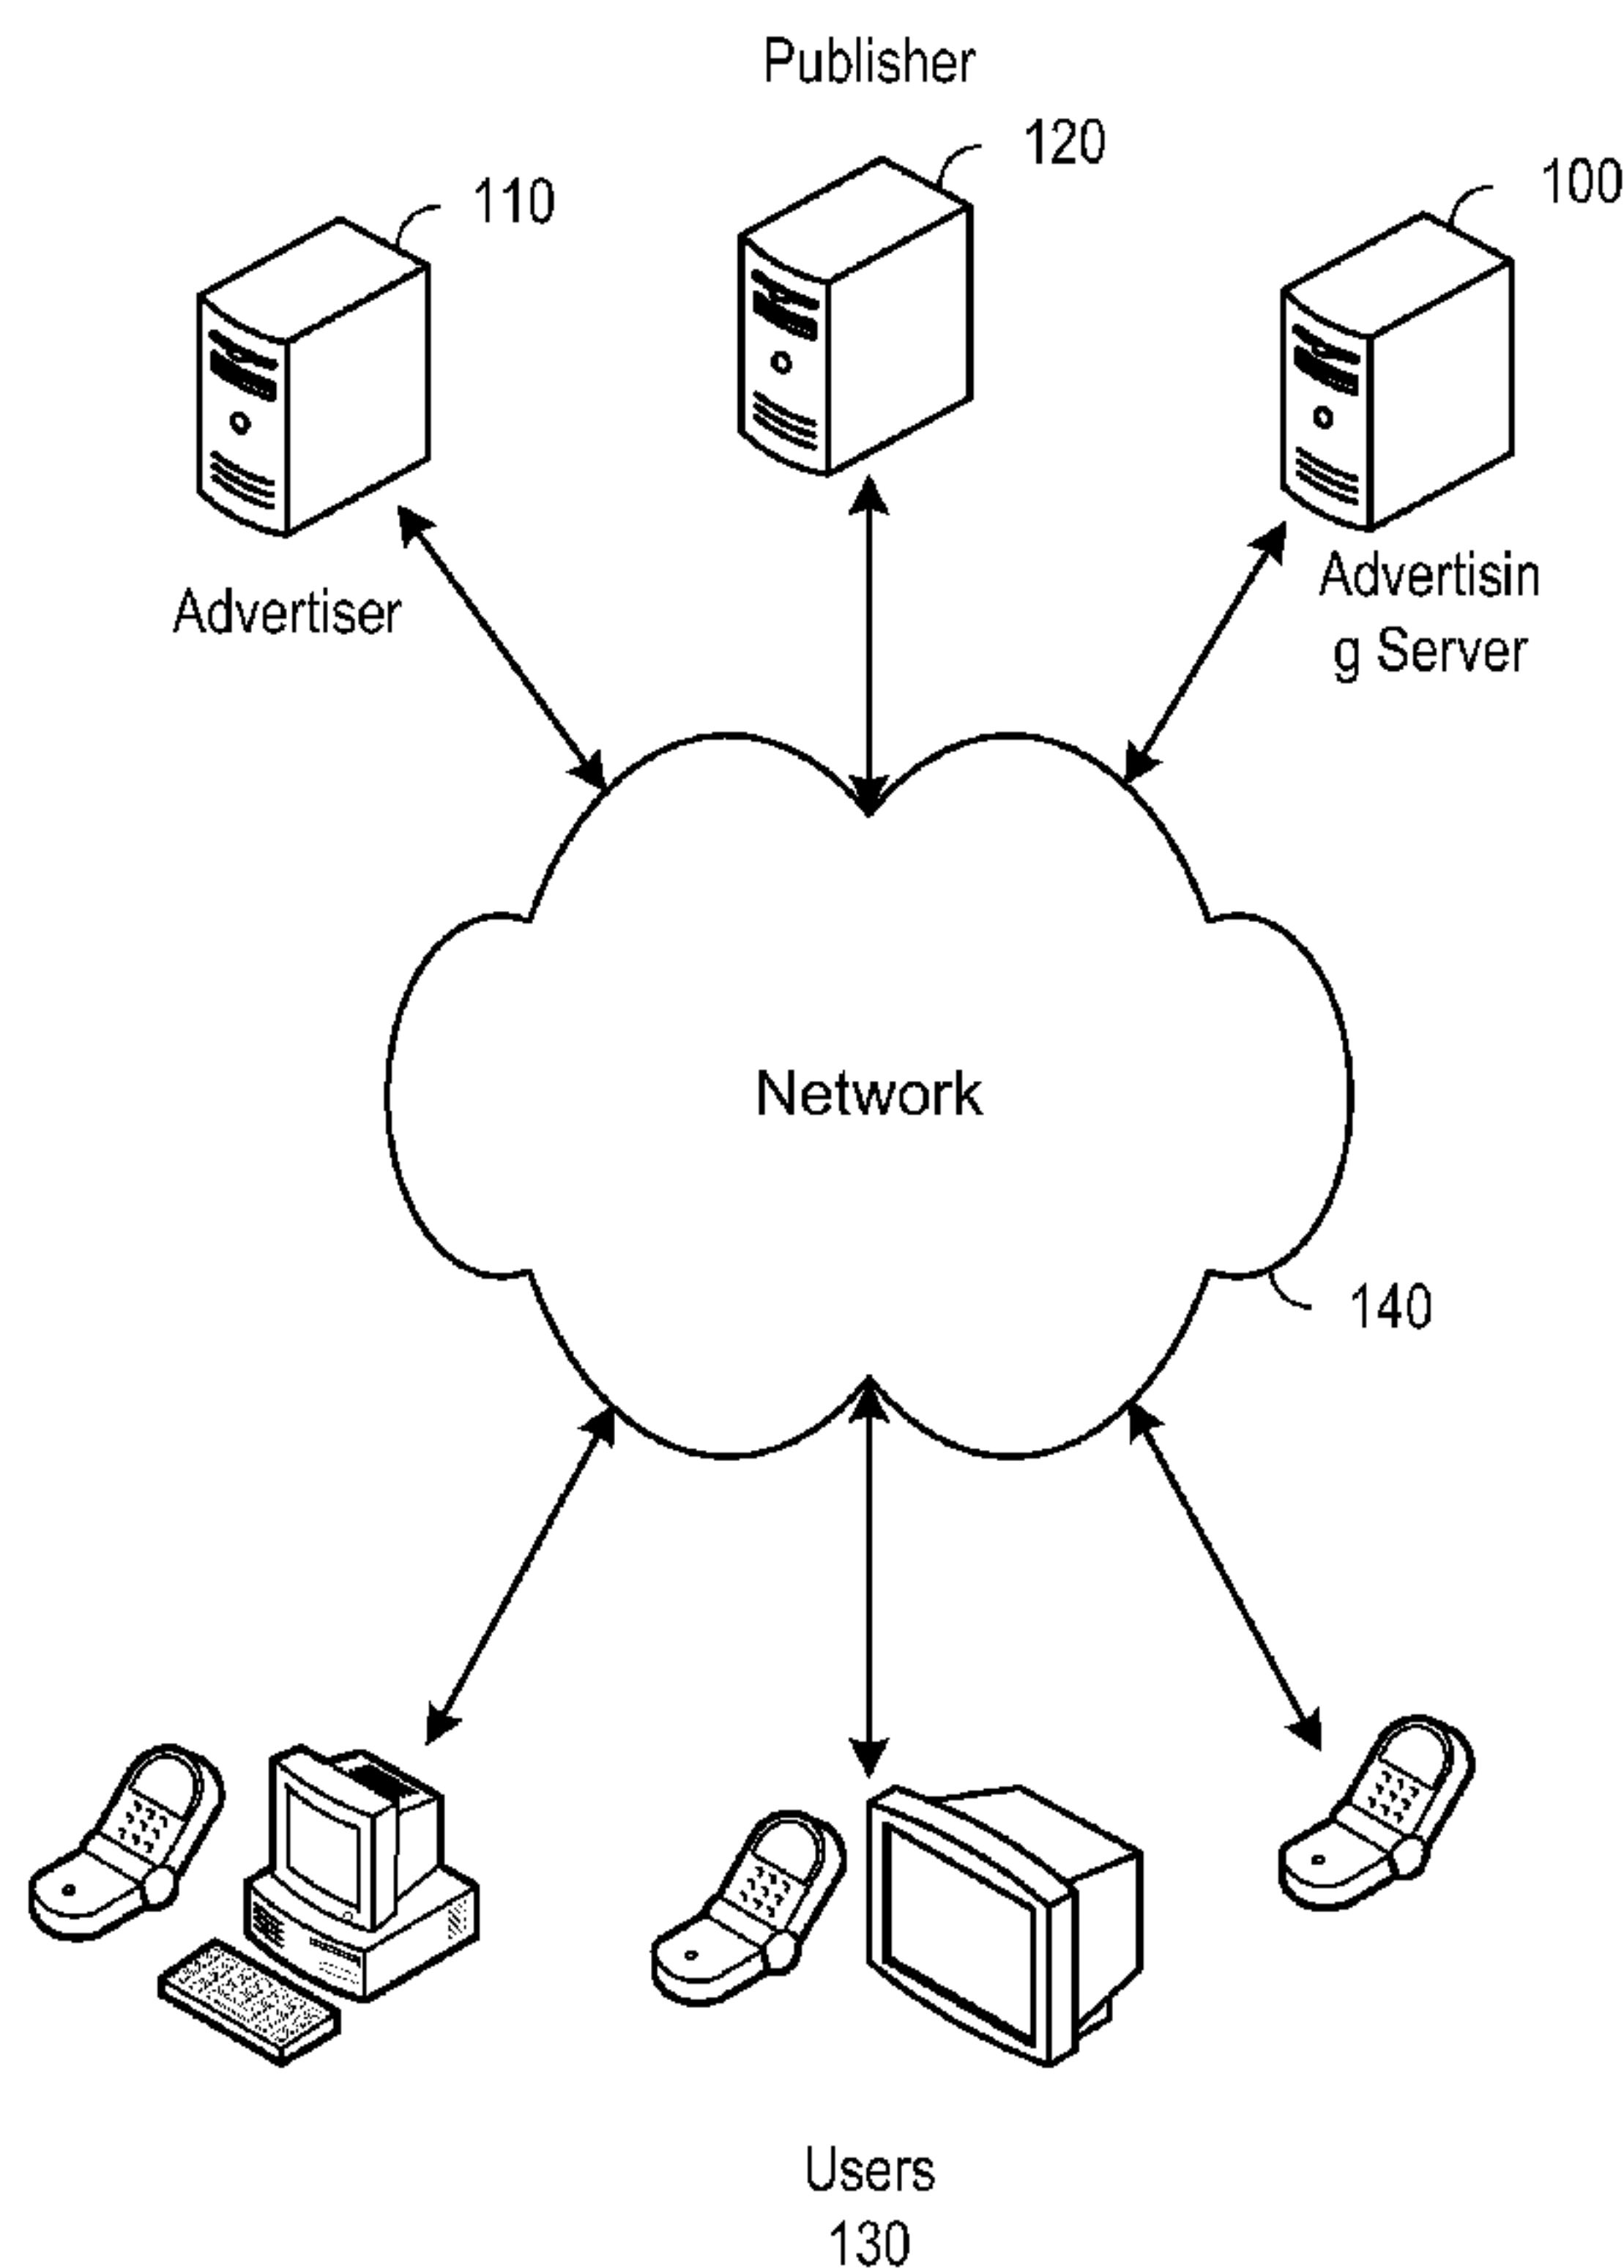 Publisher
120
110
100
Advertiser
Advertisin
g Server
Network
140
Users
130